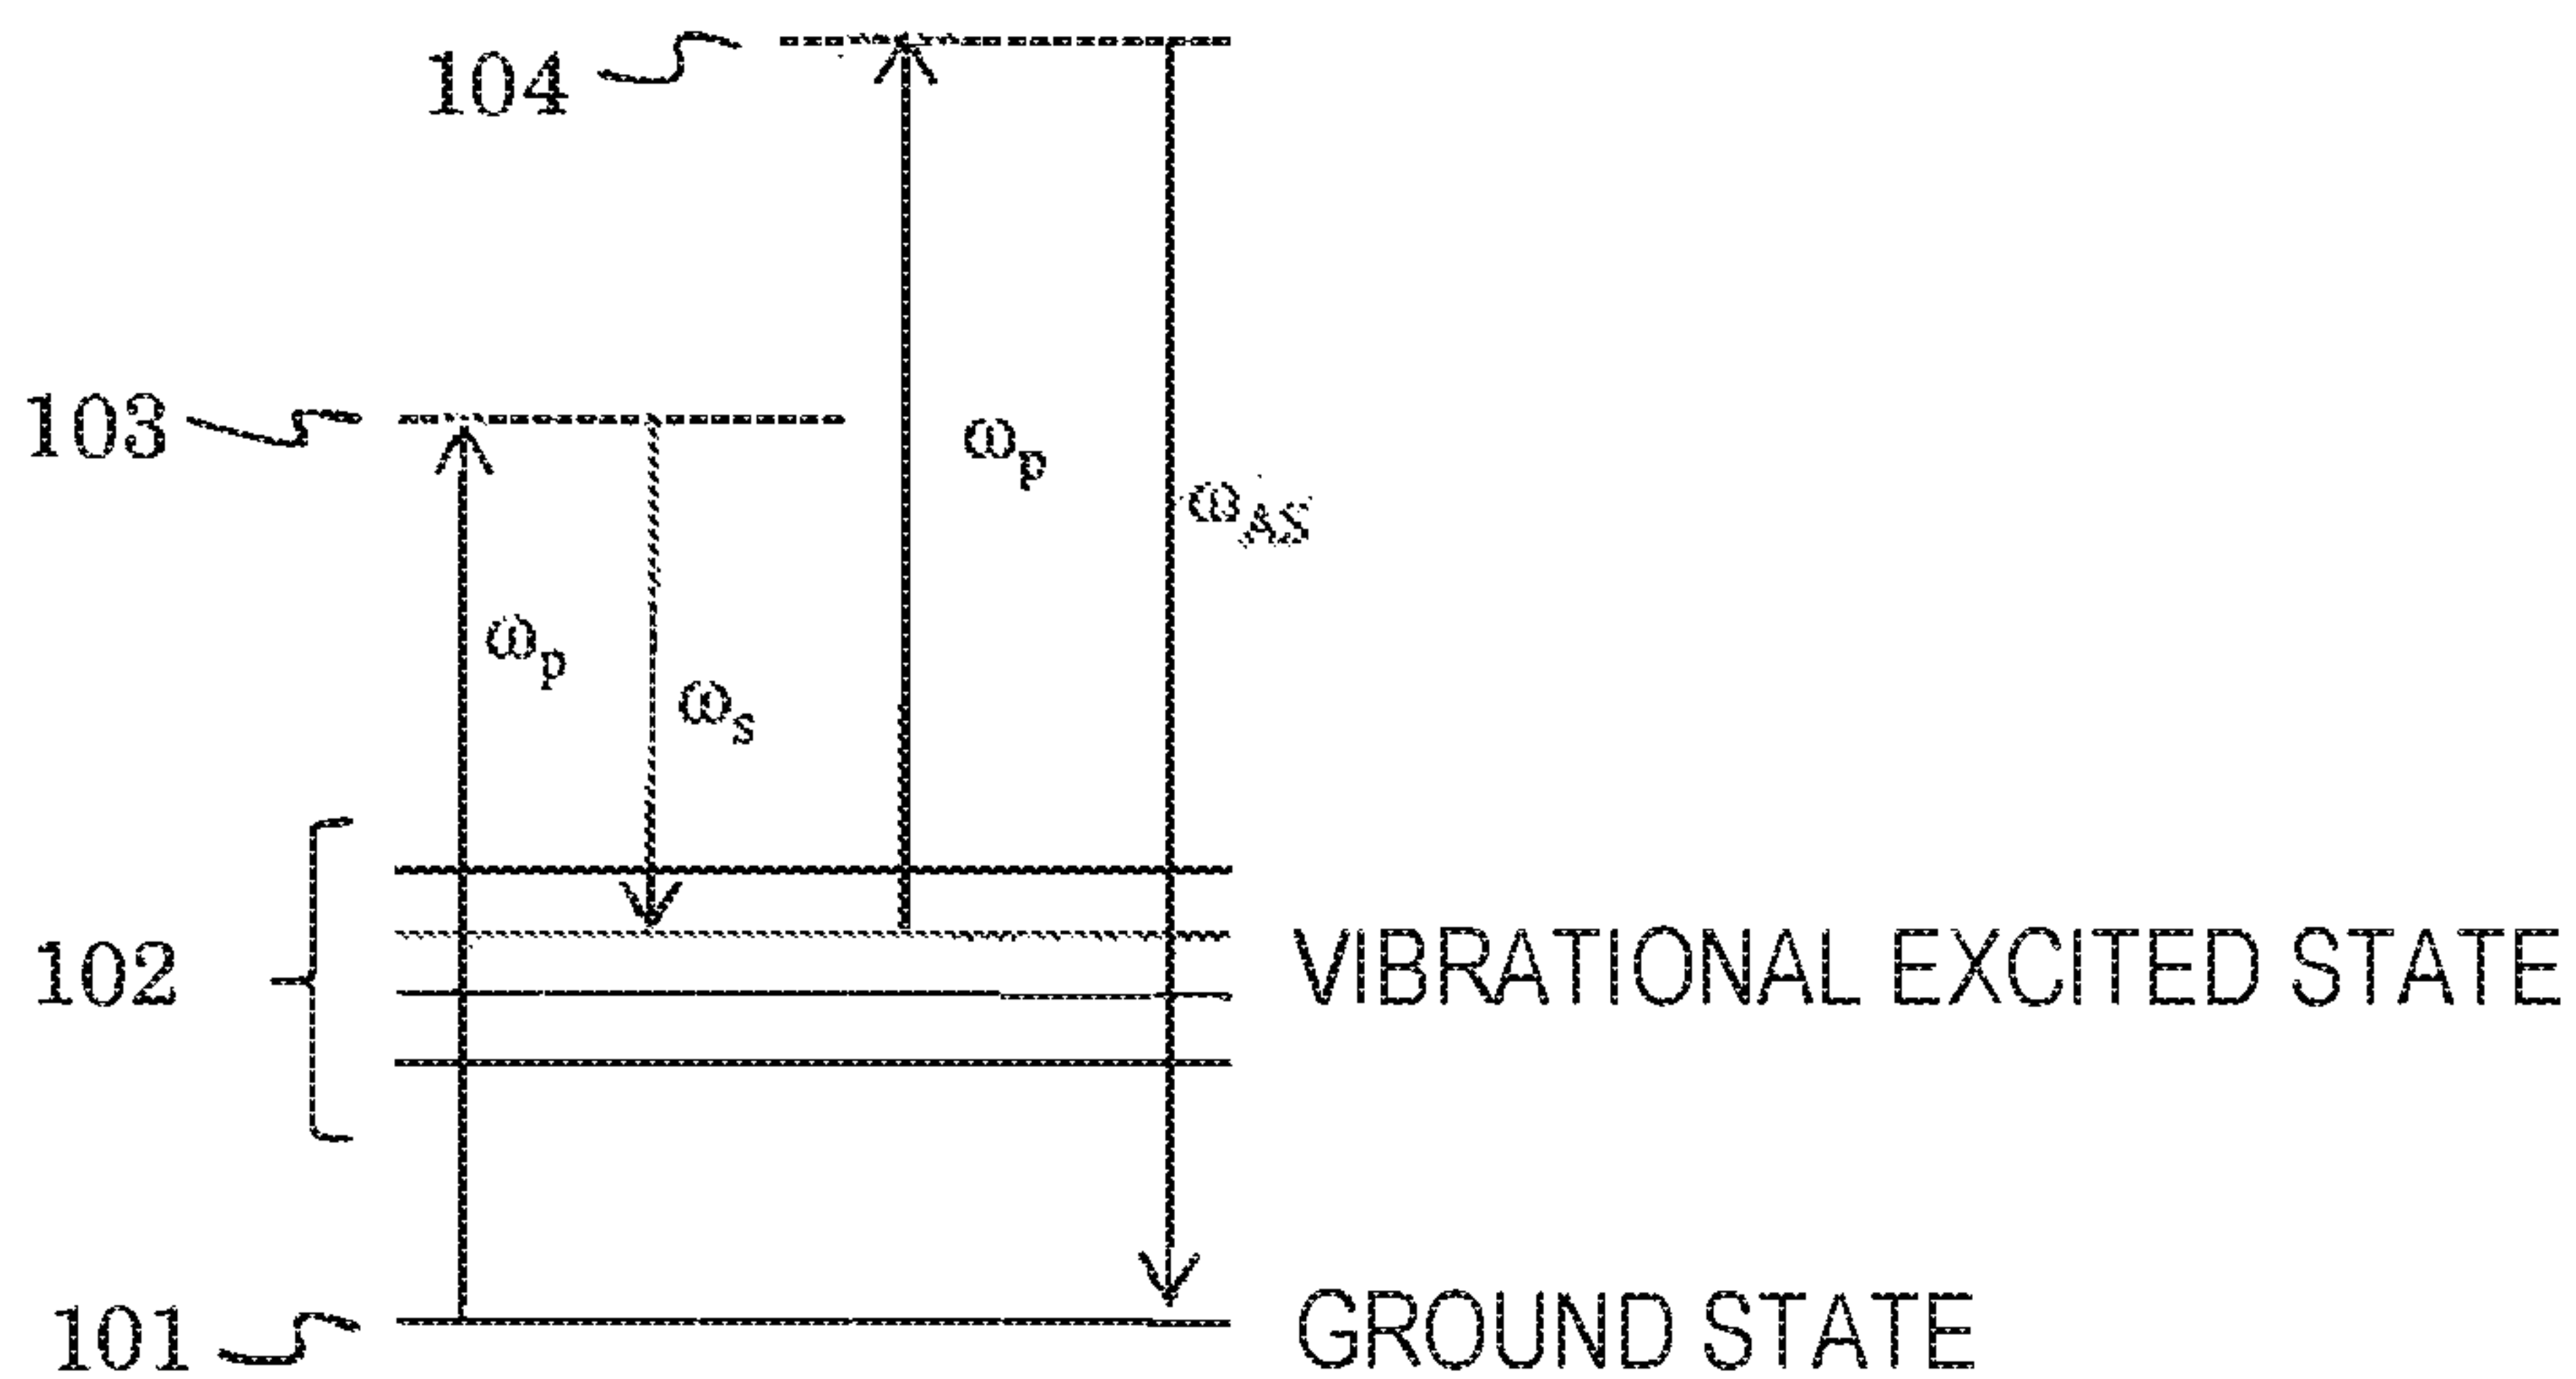 104
103
ωp
ωAS
ωp
ωs
102
VIBRATIONAL EXCITED STATE
101
GROUND STATE